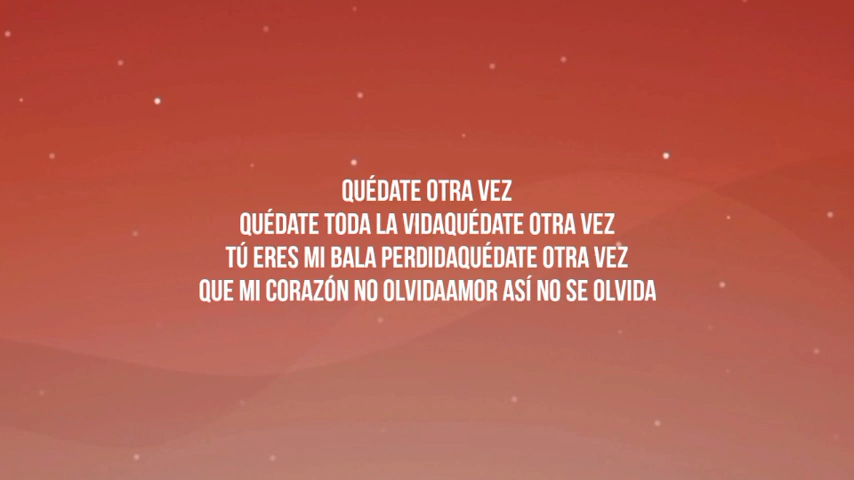 QUÉDATE OTRA VEZ
QUÉDATE TODA LA VIDAQUÉDATE OTRA VEZ
TÚ ERES MI BALA PERDIDAQUÉDATE OTRA VEZ
QUE MI CORAZÓN NO OLVIDAAMOR ASÍ NO SE OLVIDA